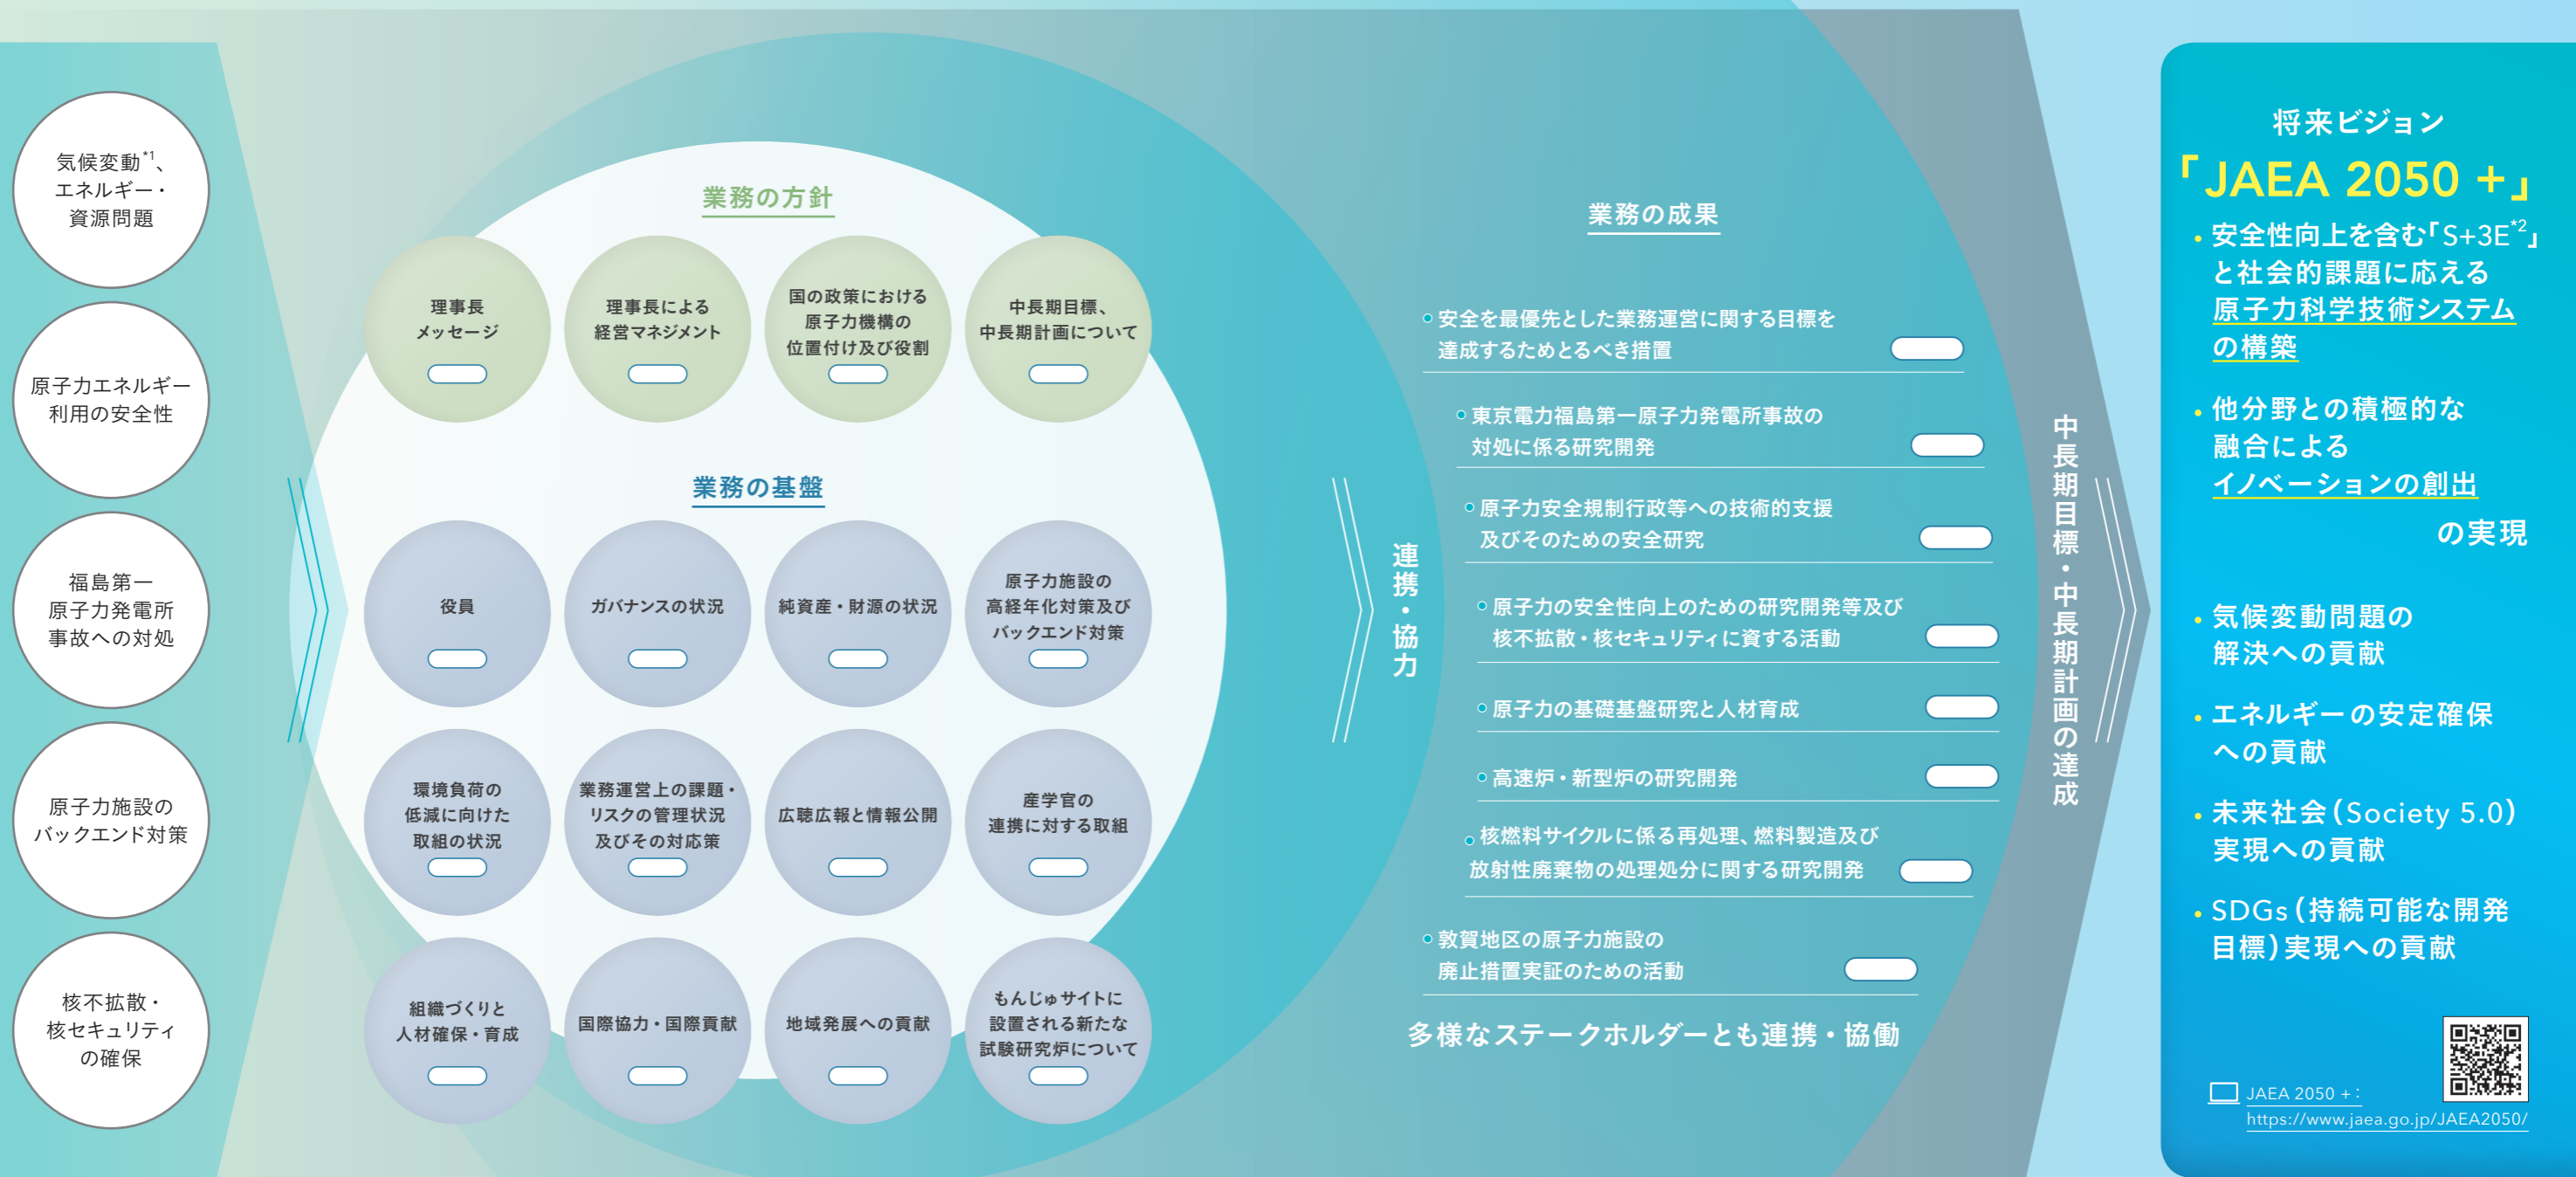 気候変動*1、
エネルギー・
資源問題
原子力エネルギー
利用の安全性
福島第一
原子力発電所
事故への対処
原子力施設の
バックエンド対策
核不拡散・
核セキュリティ
の確保
業務の方針
理事長
メッセージ
理事長による
経営マネジメント
国の政策における
原子力機構の
位置付け及び役割
中長期目標、
中長期計画について
業務の基盤
役員
ガバナンスの状況
純資産・財源の状況
原子力施設の
高経年化対策及び
バックエンド対策
環境負荷の
低減に向けた
取組の状況
業務運営上の課題・
リスクの管理状況
及びその対応策
広聴広報と情報公開
産学官の
連携に対する取組
組織づくりと
人材確保・育成
国際協力・国際貢献
地域発展への貢献
もんじゅサイトに
設置される新たな
試験研究炉について
連携・協力
業務の成果
安全を最優先とした業務運営に関する目標を
達成するためとるべき措置
東京電力福島第一原子力発電所事故の
対処に係る研究開発
原子力安全規制行政等への技術的支援
及びそのための安全研究
原子力の安全性向上のための研究開発等及び
核不拡散・核セキュリティに資する活動
原子力の基礎基盤研究と人材育成
高速炉・新型炉の研究開発
核燃料サイクルに係る再処理、燃料製造及び
放射性廃棄物の処理処分に関する研究開発
敦賀地区の原子力施設の
廃止措置実証のための活動
多様なステークホルダーとも連携・協働
中長期目標・中長期計画の達成
将来ビジョン
「JAEA 2050 +」
・安全性向上を含む「S+3E*2」
と社会的課題に応える
原子力科学技術システム
の構築
・他分野との積極的な
融合による
イノベーションの創出
の実現
・気候変動問題の
解決への貢献
・エネルギーの安定確保
への貢献
・未来社会(Society 5.0)
実現への貢献
・SDGs(持続可能な開発
目標)実現への貢献
JAEA 2050 +:
https://www.jaea.go.jp/JAEA2050/